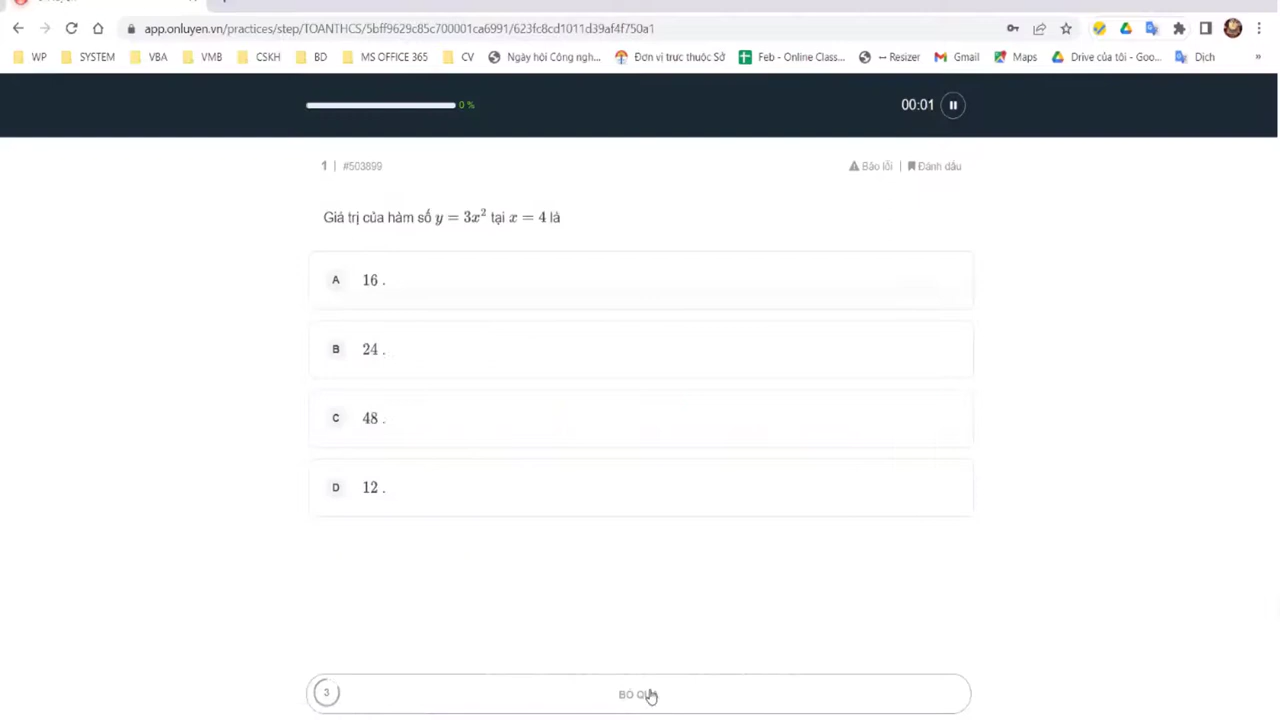 app.onluyen.vn/practices/step/TOANTHCS/5bff9629c85c700001ca6991/623fc8cd1011d39af4f750a1
WP SYSTEM VBA VMB CSKH BD MS OFFICE 365 CV Ngày hội Công ngh... Đơn vị trực thuộc Sở Feb - Online Class... ↔ Resizer Gmail Maps Drive của tôi - Goo... Dịch »
0 % 00:01
1 | #503899 Báo lỗi | Đánh dấu
Giá trị của hàm số y = 3x² tại x = 4 là
A 16 .
B 24 .
C 48 .
D 12 .
3 BỎ